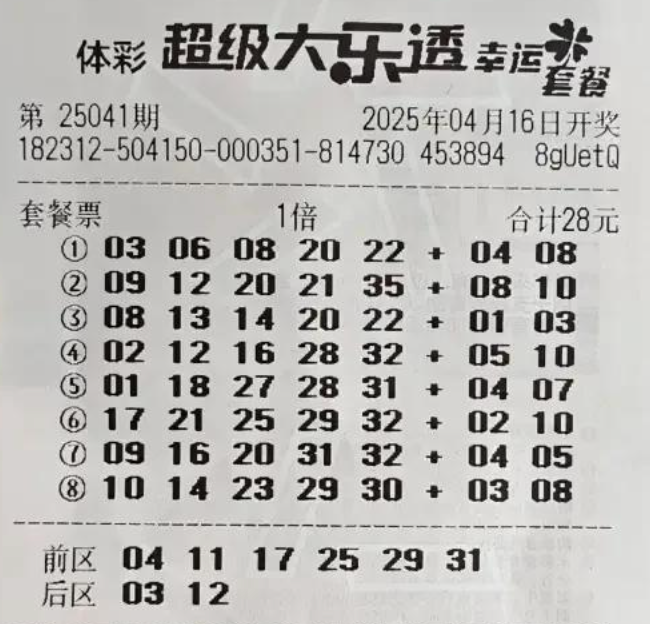 体彩 超级大乐透 幸运套餐
第 25041期 2025年04月16日开奖
182312-504150-000351-814730 453894 8gUetQ
套餐票 1倍 合计28元
① 03 06 08 20 22 + 04 08
② 09 12 20 21 35 + 08 10
③ 08 13 14 20 22 + 01 03
④ 02 12 16 28 32 + 05 10
⑤ 01 18 27 28 31 + 04 07
⑥ 17 21 25 29 32 + 02 10
⑦ 09 16 20 31 32 + 04 05
⑧ 10 14 23 29 30 + 03 08
前区 04 11 17 25 29 31
后区 03 12